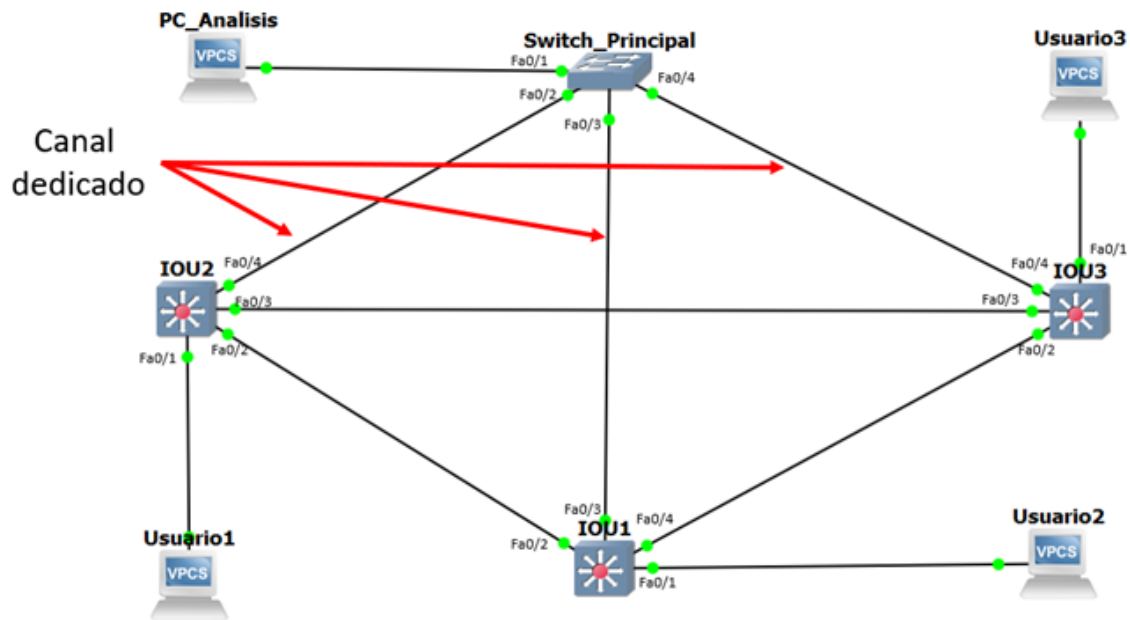 PC_Analisis
VPCS
Switch_Principal
Usuario3
VPCS
Fa0/1
Fa0/4
Fa0/2
Fa0/3
Canal
dedicado
Fa0/1
IOU2
Fa0/4
Fa0/4
IOU3
Fa0/3
Fa0/3
Fa0/2
Fa0/2
Fa0/1
Fa0/3
IOU1
Fa0/4
Usuario2
Usuario1
Fa0/2
VPCS
Fa0/1
VPCS